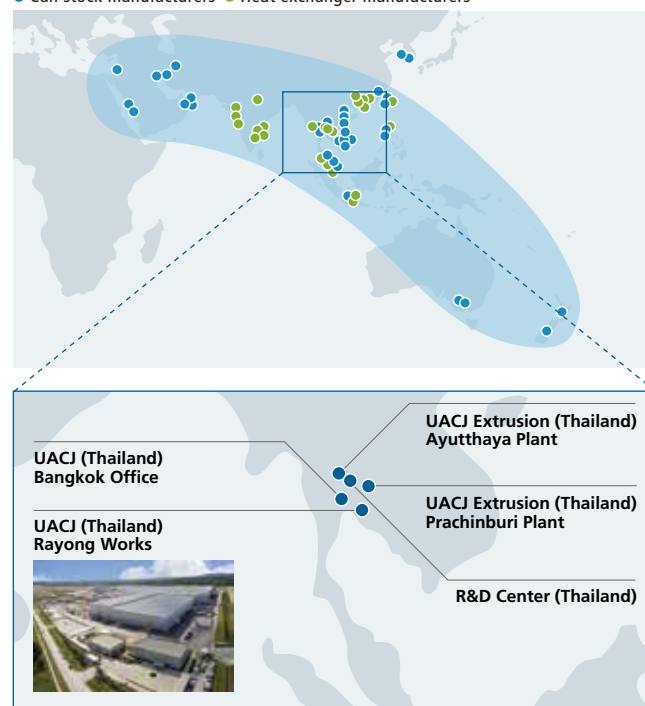 Can stock manufacturers Heat exchanger manufacturers
UACJ Extrusion (Thailand)
Ayutthaya Plant
UACJ (Thailand)
Bangkok Office
UACJ Extrusion (Thailand)
Prachinburi Plant
UACJ (Thailand)
Rayong Works
R&D Center (Thailand)